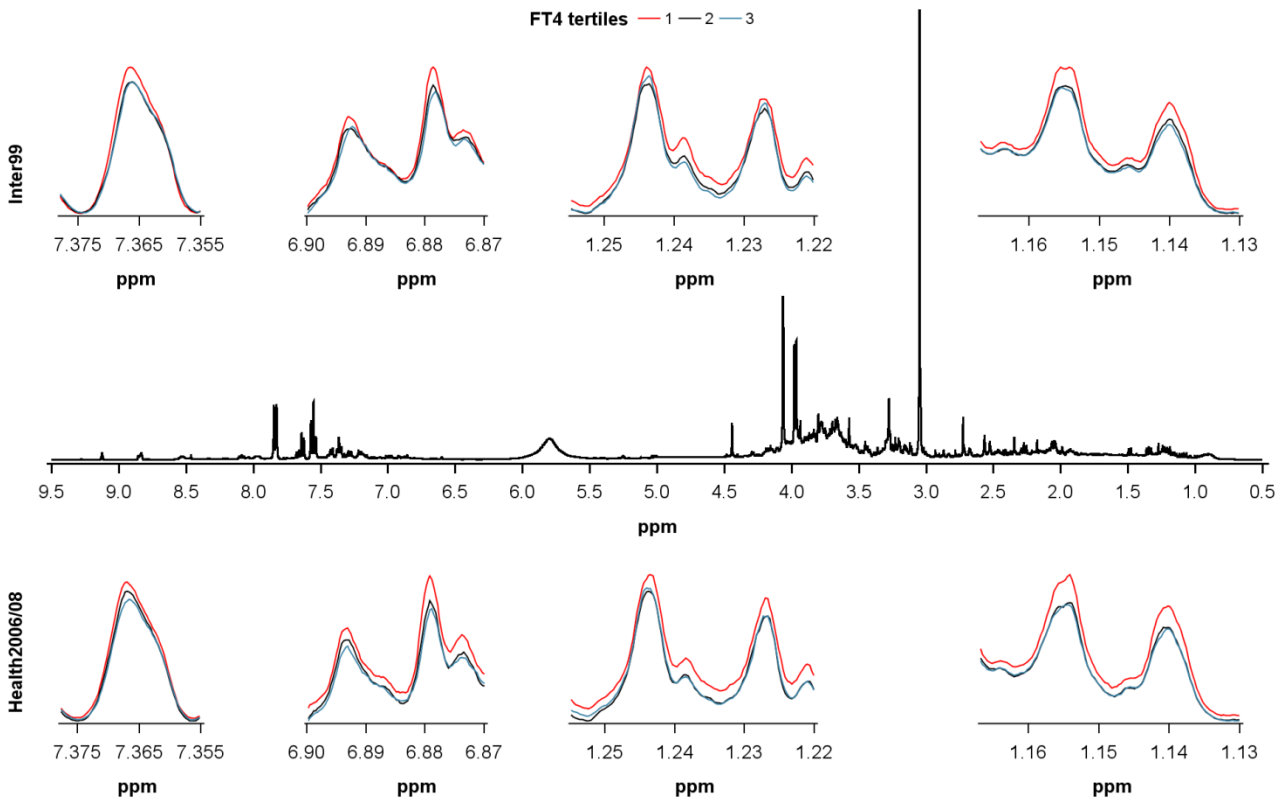 FT4 tertiles 1 2 3
Inter99
7.375 7.365 7.355
ppm
6.90 6.89 6.88 6.87
ppm
1.25 1.24 1.23 1.22
ppm
1.16 1.15 1.14 1.13
ppm
9.5 9.0 8.5 8.0 7.5 7.0 6.5 6.0 5.5 5.0 4.5 4.0 3.5 3.0 2.5 2.0 1.5 1.0 0.5
ppm
Health2006/08
7.375 7.365 7.355
ppm
6.90 6.89 6.88 6.87
ppm
1.25 1.24 1.23 1.22
ppm
1.16 1.15 1.14 1.13
ppm